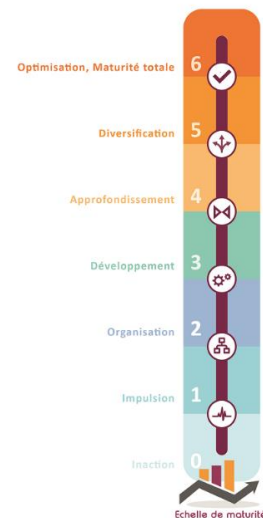 Optimisation, Maturité totale 6
Diversification 5
Approfondissement 4
Développement 3
Organisation 2
Impulsion 1
Inaction 0
Echelle de maturité